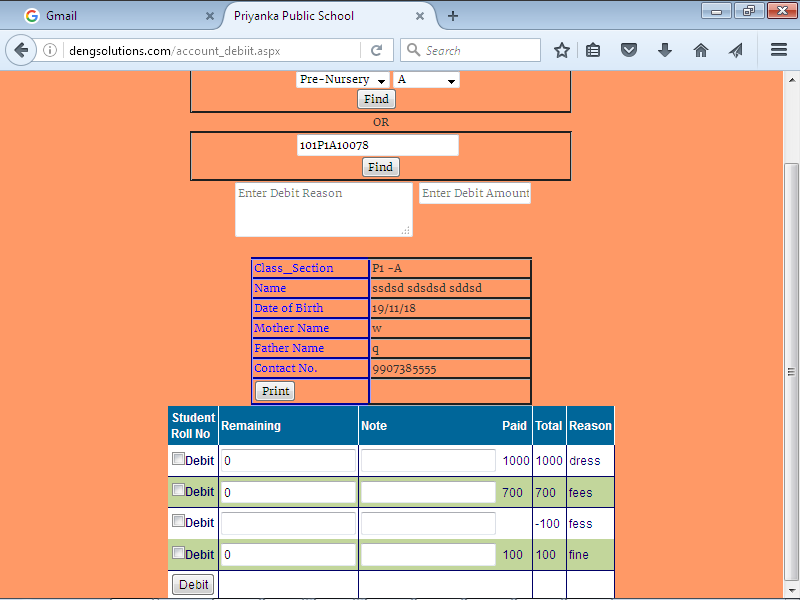 Gmail
Priyanka Public School
dengsolutions.com/account_debiit.aspx
Search
Pre-Nursery A
Find
OR
101P1A10078
Find
Enter Debit Reason Enter Debit Amount
Class_Section P1 -A
Name ssdsd sdsdsd sddsd
Date of Birth 19/11/18
Mother Name w
Father Name q
Contact No. 9907385555
Print
Student Roll No Remaining Note Paid Total Reason
Debit 0 1000 1000 dress
Debit 0 700 700 fees
Debit -100 fess
Debit 0 100 100 fine
Debit